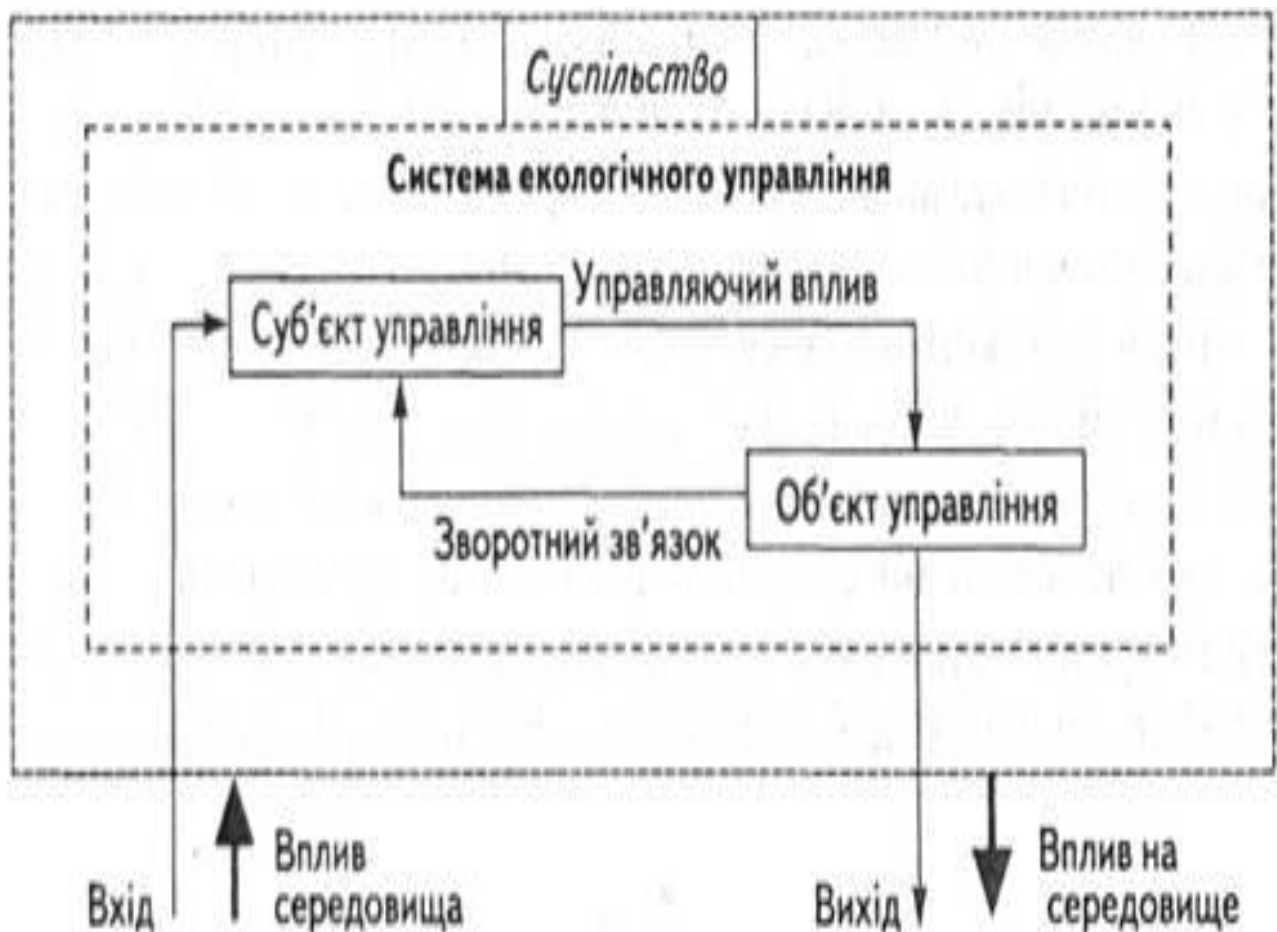 Суспільство
Система екологічного управління
Управляючий вплив
Суб'єкт управління
Об'єкт управління
Зворотний зв'язок
Вхід
Вплив
середовища
Вихід
Вплив на
середовище